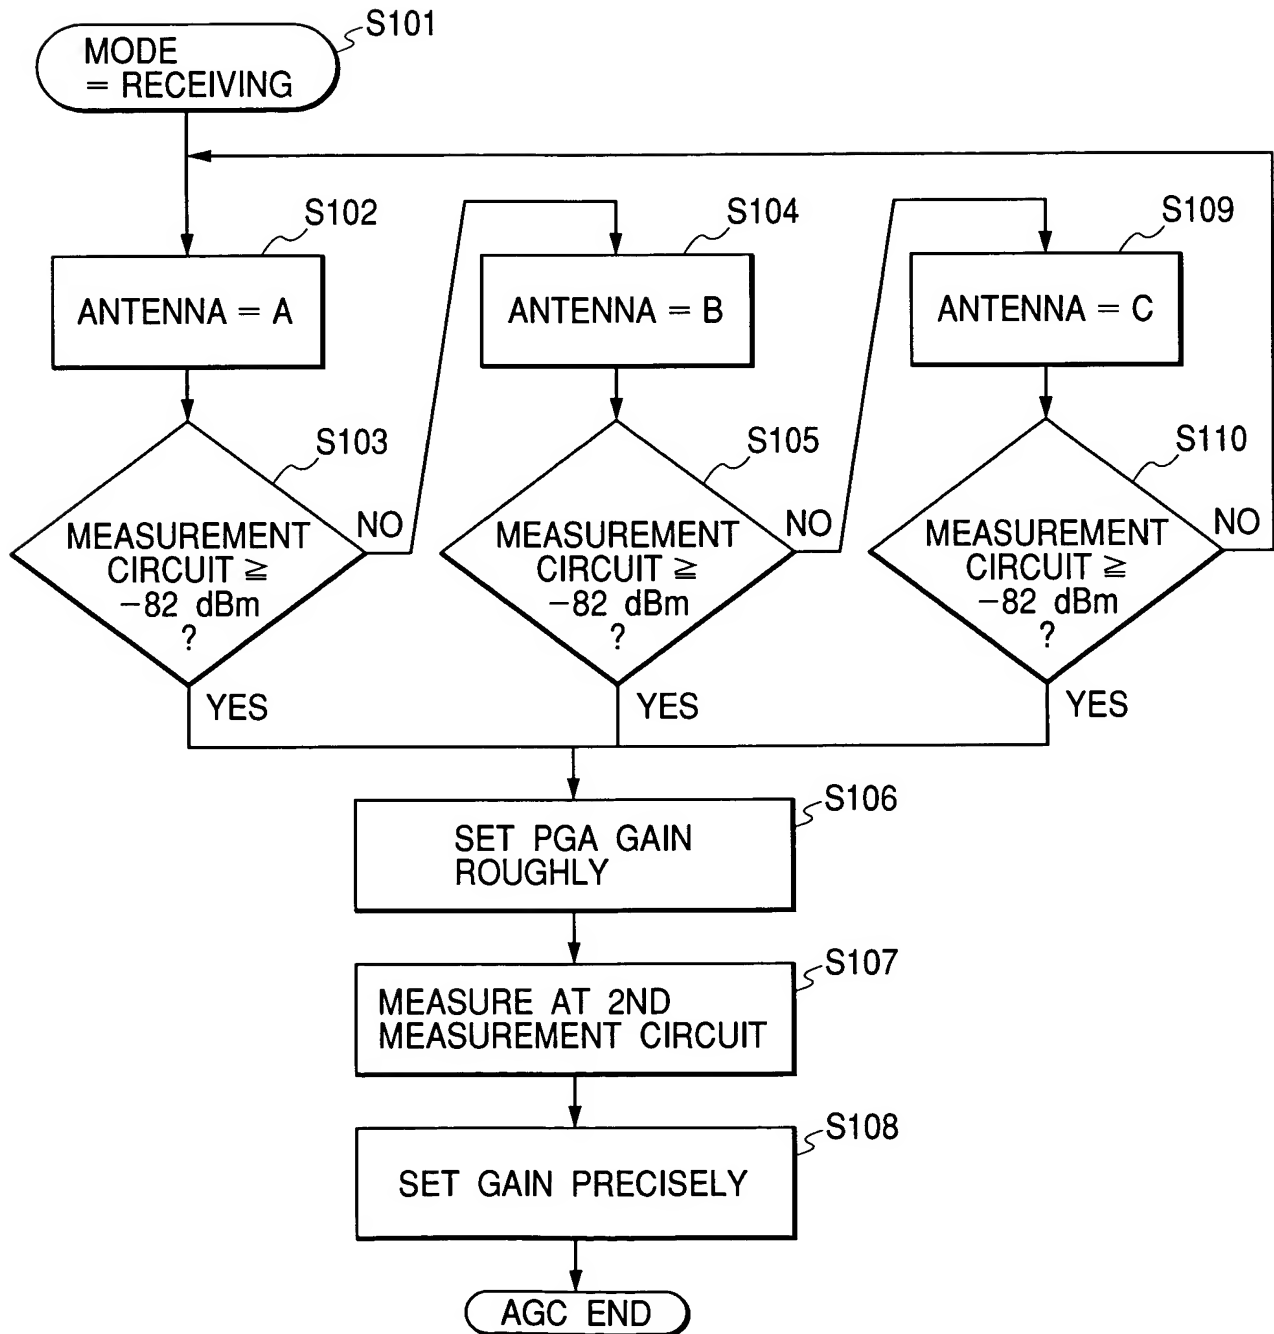 S101
MODE
= RECEIVING
S102
ANTENNA = A
S104
ANTENNA = B
S109
ANTENNA = C
S103
MEASUREMENT
CIRCUIT ≧
−82 dBm
?
NO
YES
S105
MEASUREMENT
CIRCUIT ≧
−82 dBm
?
NO
YES
S110
MEASUREMENT
CIRCUIT ≧
−82 dBm
?
NO
YES
S106
SET PGA GAIN
ROUGHLY
S107
MEASURE AT 2ND
MEASUREMENT CIRCUIT
S108
SET GAIN PRECISELY
AGC END